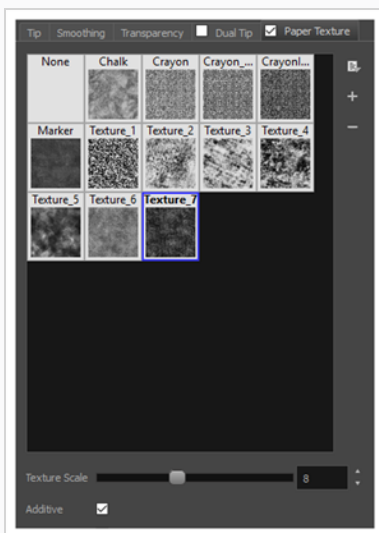 Tip Smoothing Transparency Dual Tip Paper Texture
None Chalk Crayon Crayon_... Crayonl...
Marker Texture_1 Texture_2 Texture_3 Texture_4
Texture_5 Texture_6 Texture_7
Texture Scale 8
Additive